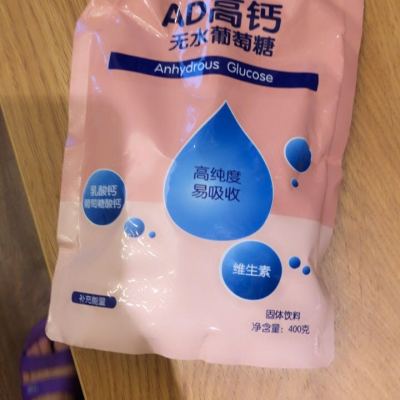 AD高钙
无水葡萄糖
Anhydrous Glucose
高纯度
易吸收
乳酸钙
葡萄糖酸钙
维生素
补充能量
固体饮料
净含量：400克